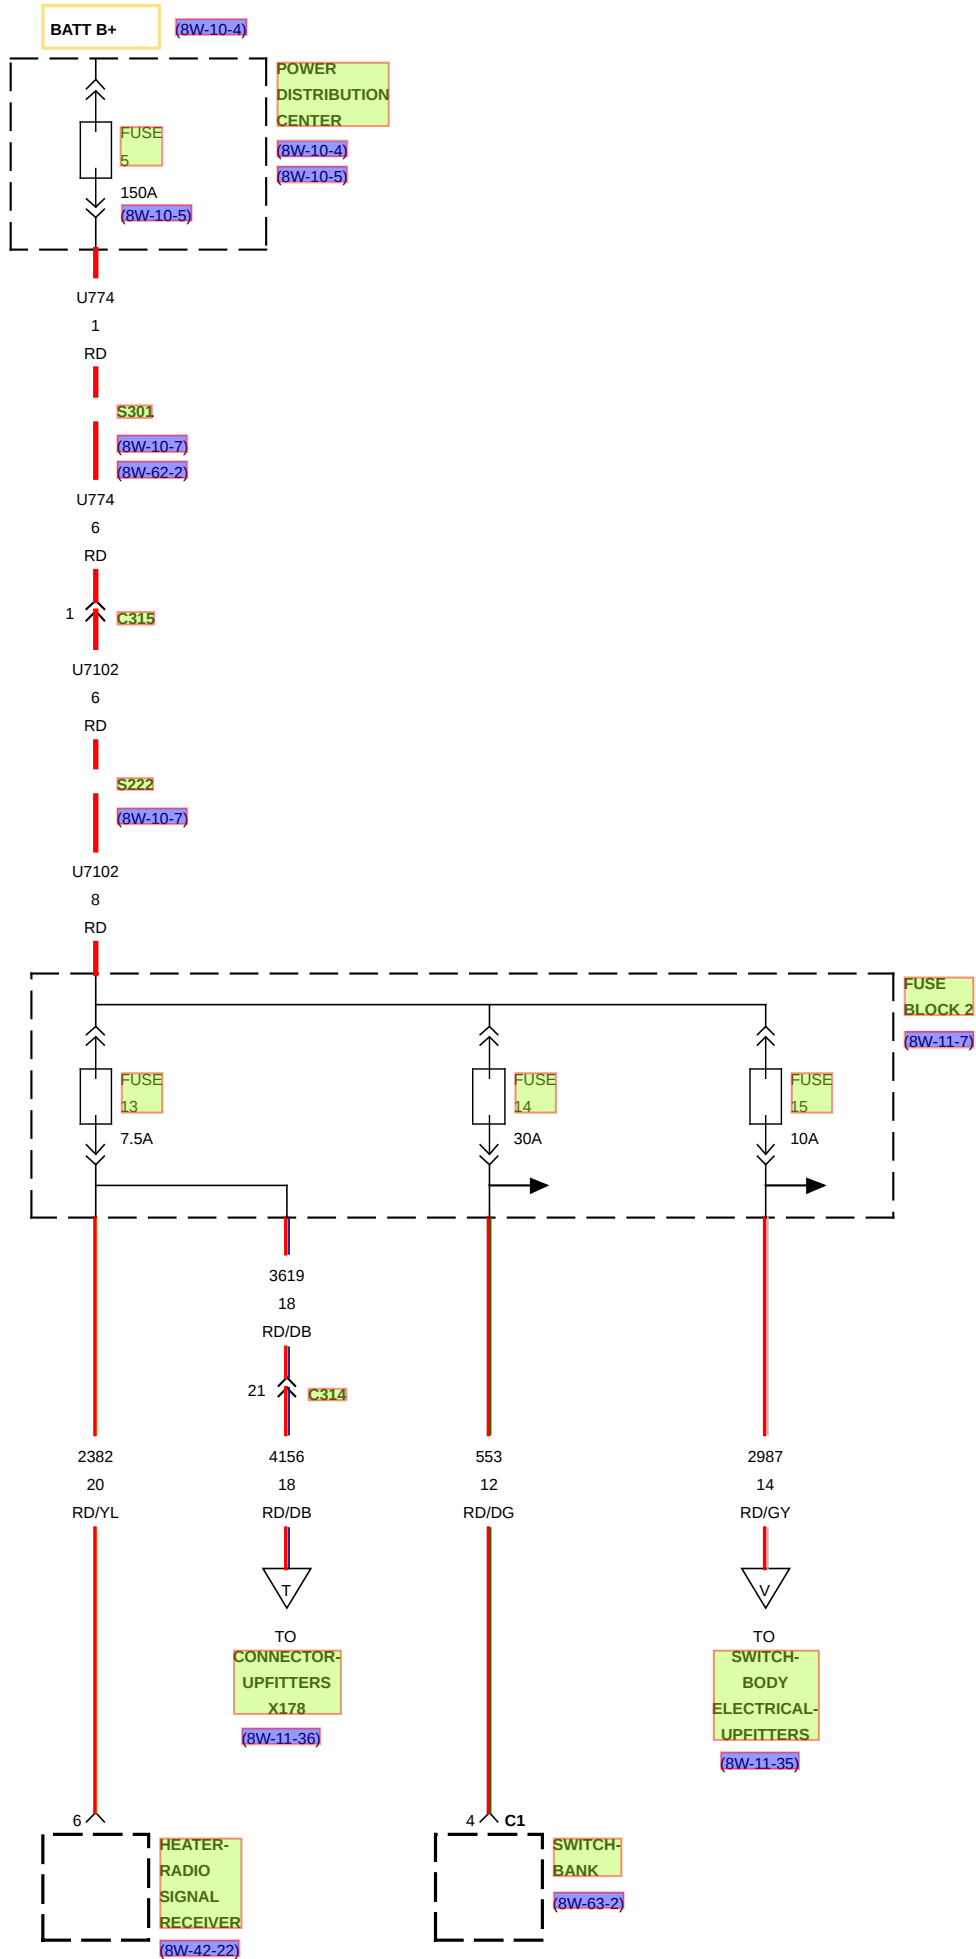 BATT B+
(8W-10-4)
POWER
DISTRIBUTION
CENTER
(8W-10-4)
(8W-10-5)
FUSE
5
150A
(8W-10-5)
U774
1
RD
S301
(8W-10-7)
(8W-62-2)
U774
6
RD
1
C315
U7102
6
RD
S222
(8W-10-7)
U7102
8
RD
FUSE
BLOCK 2
(8W-11-7)
FUSE
13
7.5A
FUSE
14
30A
FUSE
15
10A
3619
18
RD/DB
21
C314
2382
20
RD/YL
4156
18
RD/DB
553
12
RD/DG
2987
14
RD/GY
T
TO
CONNECTOR-
UPFITTERS
X178
(8W-11-36)
V
TO
SWITCH-
BODY
ELECTRICAL-
UPFITTERS
(8W-11-35)
6
HEATER-
RADIO
SIGNAL
RECEIVER
(8W-42-22)
4
C1
SWITCH-
BANK
(8W-63-2)